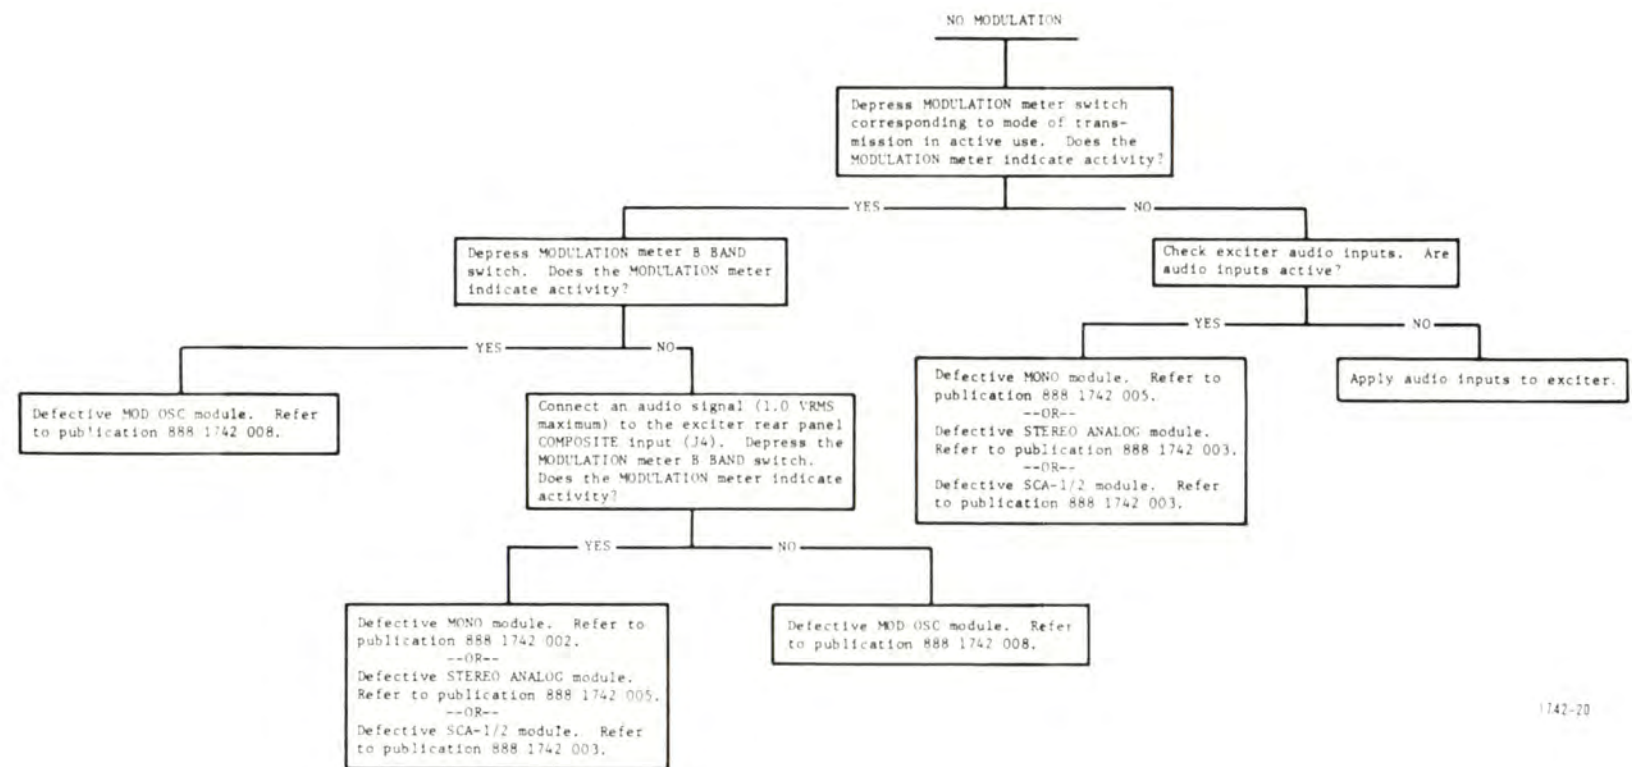 NO MODULATION
Depress MODULATION meter switch
corresponding to mode of trans-
mission in active use. Does the
MODULATION meter indicate activity?
YES
NO
Depress MODULATION meter B BAND
switch. Does the MODULATION meter
indicate activity?
Check exciter audio inputs. Are
audio inputs active?
YES
NO
YES
NO
Defective MOD OSC module. Refer
to publication 888 1742 008.
Connect an audio signal (1.0 VRMS
maximum) to the exciter rear panel
COMPOSITE input (J4). Depress the
MODULATION meter B BAND switch.
Does the MODULATION meter indicate
activity?
Defective MONO module. Refer to
publication 888 1742 005.
--OR--
Defective STEREO ANALOG module.
Refer to publication 888 1742 003.
--OR--
Defective SCA-1/2 module. Refer
to publication 888 1742 003.
Apply audio inputs to exciter.
YES
NO
Defective MONO module. Refer to
publication 888 1742 002.
--OR--
Defective STEREO ANALOG module.
Refer to publication 888 1742 005.
--OR--
Defective SCA-1/2 module. Refer
to publication 888 1742 003.
Defective MOD OSC module. Refer
to publication 888 1742 008.
1742-20